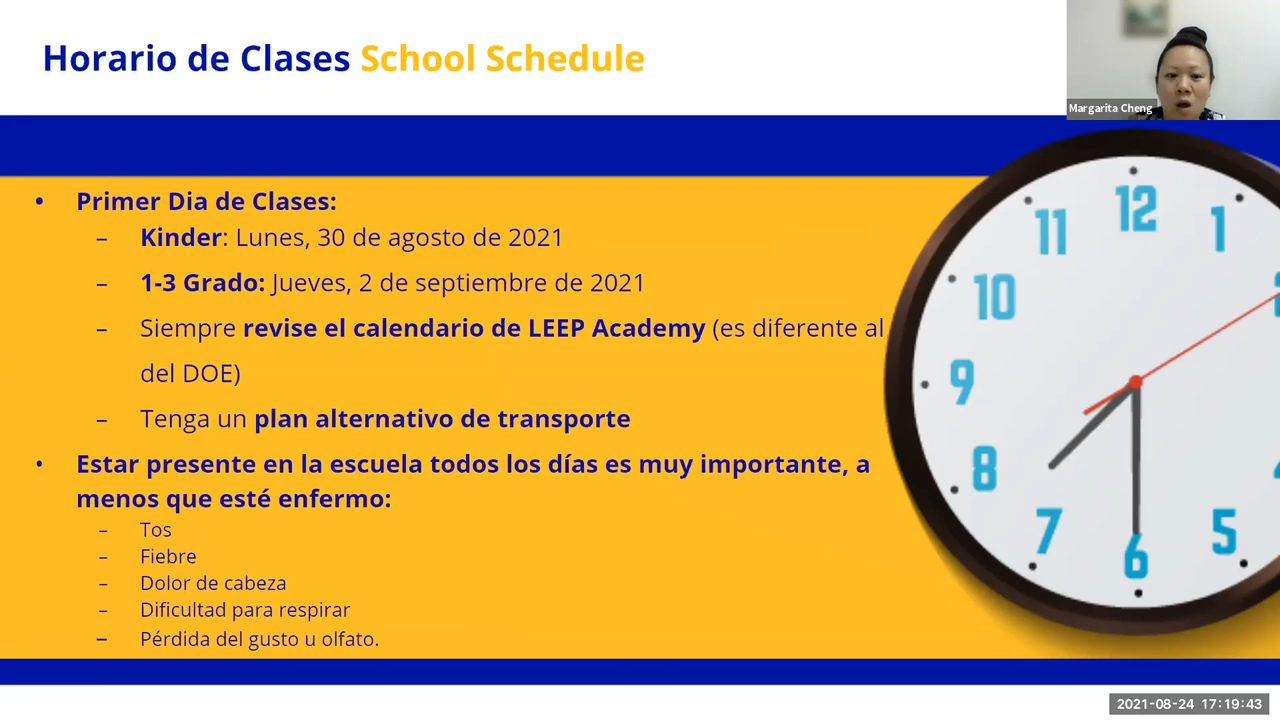 Horario de Clases School Schedule
Margarita Cheng
• Primer Dia de Clases:
– Kinder: Lunes, 30 de agosto de 2021
– 1-3 Grado: Jueves, 2 de septiembre de 2021
– Siempre revise el calendario de LEEP Academy (es diferente al
del DOE)
– Tenga un plan alternativo de transporte
• Estar presente en la escuela todos los días es muy importante, a
menos que esté enfermo:
– Tos
– Fiebre
– Dolor de cabeza
– Dificultad para respirar
– Pérdida del gusto u olfato.
12
11
1
10
9
8
7
5
6
2021-08-24 17:19:43